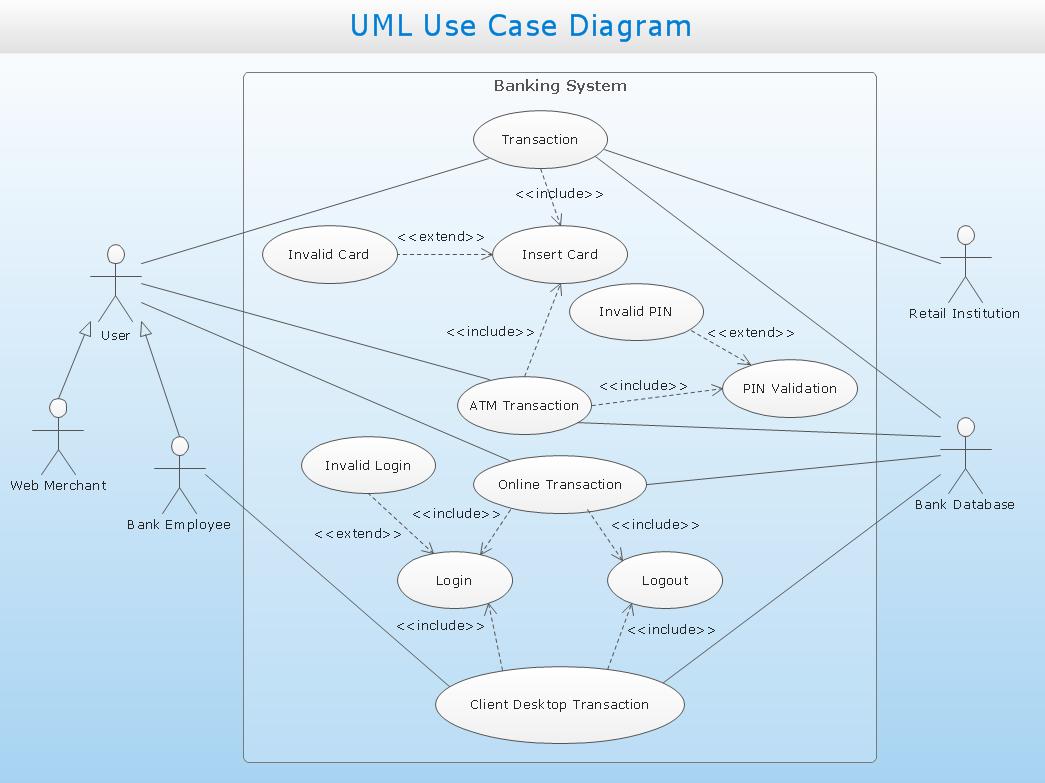 UML Use Case Diagram
Banking System
Transaction
<<include>>
<<extend>>
Invalid Card
Insert Card
Invalid PIN
Retail Institution
User
<<include>>
<<extend>>
<<include>>
PIN Validation
ATM Transaction
Invalid Login
Online Transaction
Web Merchant
Bank Database
<<include>>
Bank Employee
<<include>>
<<extend>>
Login
Logout
<<include>>
<<include>>
Client Desktop Transaction